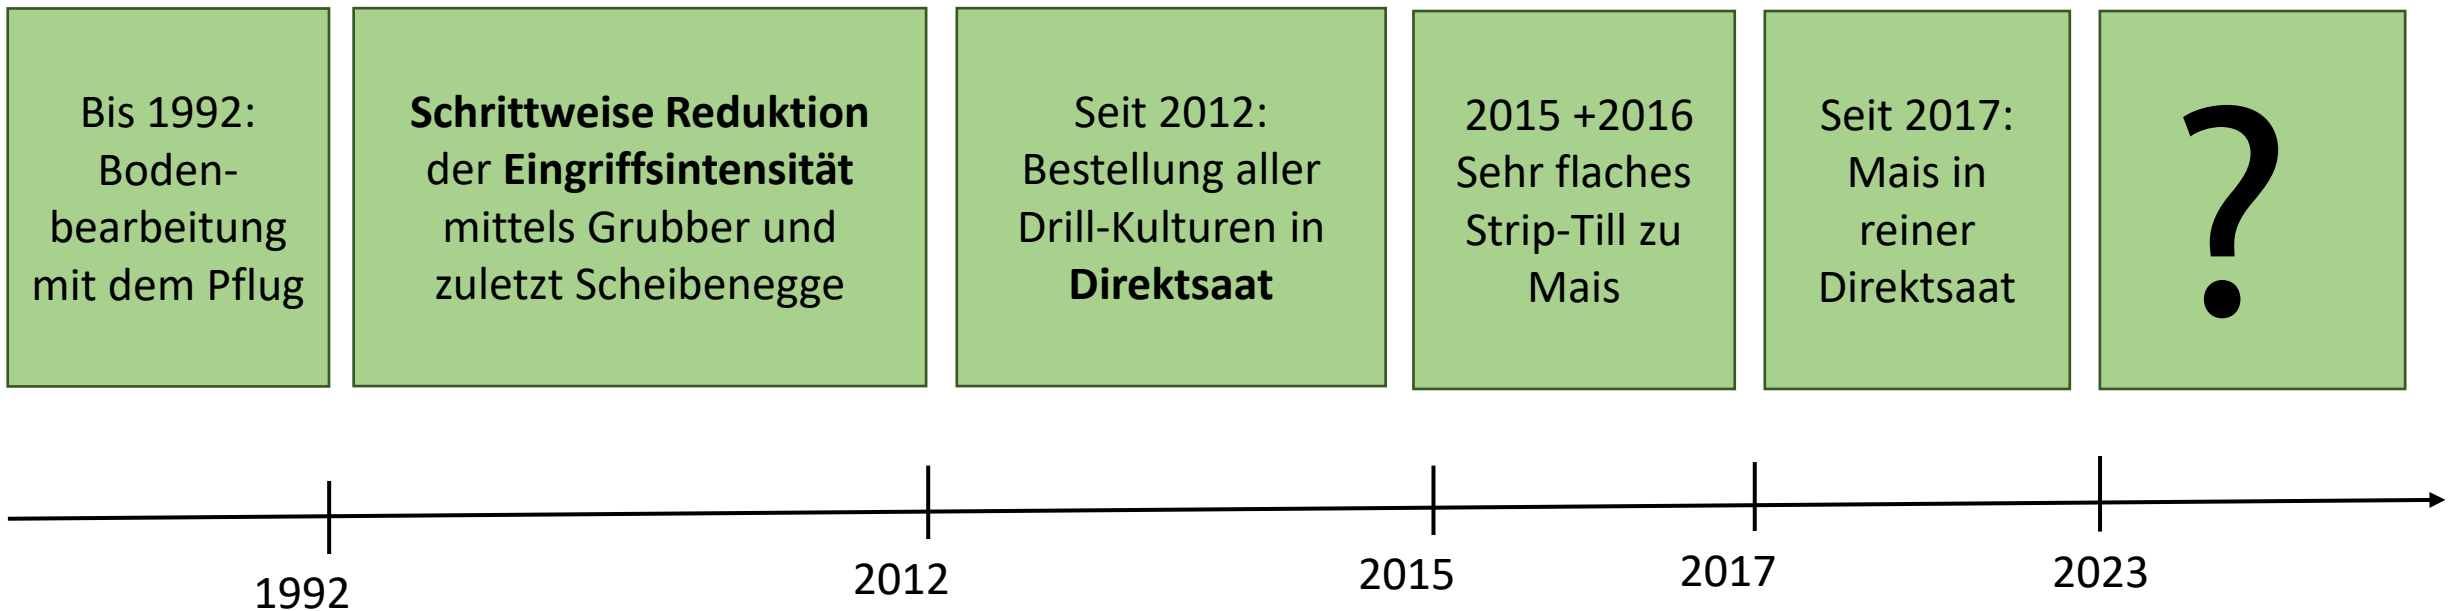 Bis 1992:
Boden-
bearbeitung
mit dem Pflug
Schrittweise Reduktion
der Eingriffsintensität
mittels Grubber und
zuletzt Scheibenegge
Seit 2012:
Bestellung aller
Drill-Kulturen in
Direktsaat
2015 +2016
Sehr flaches
Strip-Till zu
Mais
Seit 2017:
Mais in
reiner
Direktsaat
?
1992
2012
2015
2017
2023